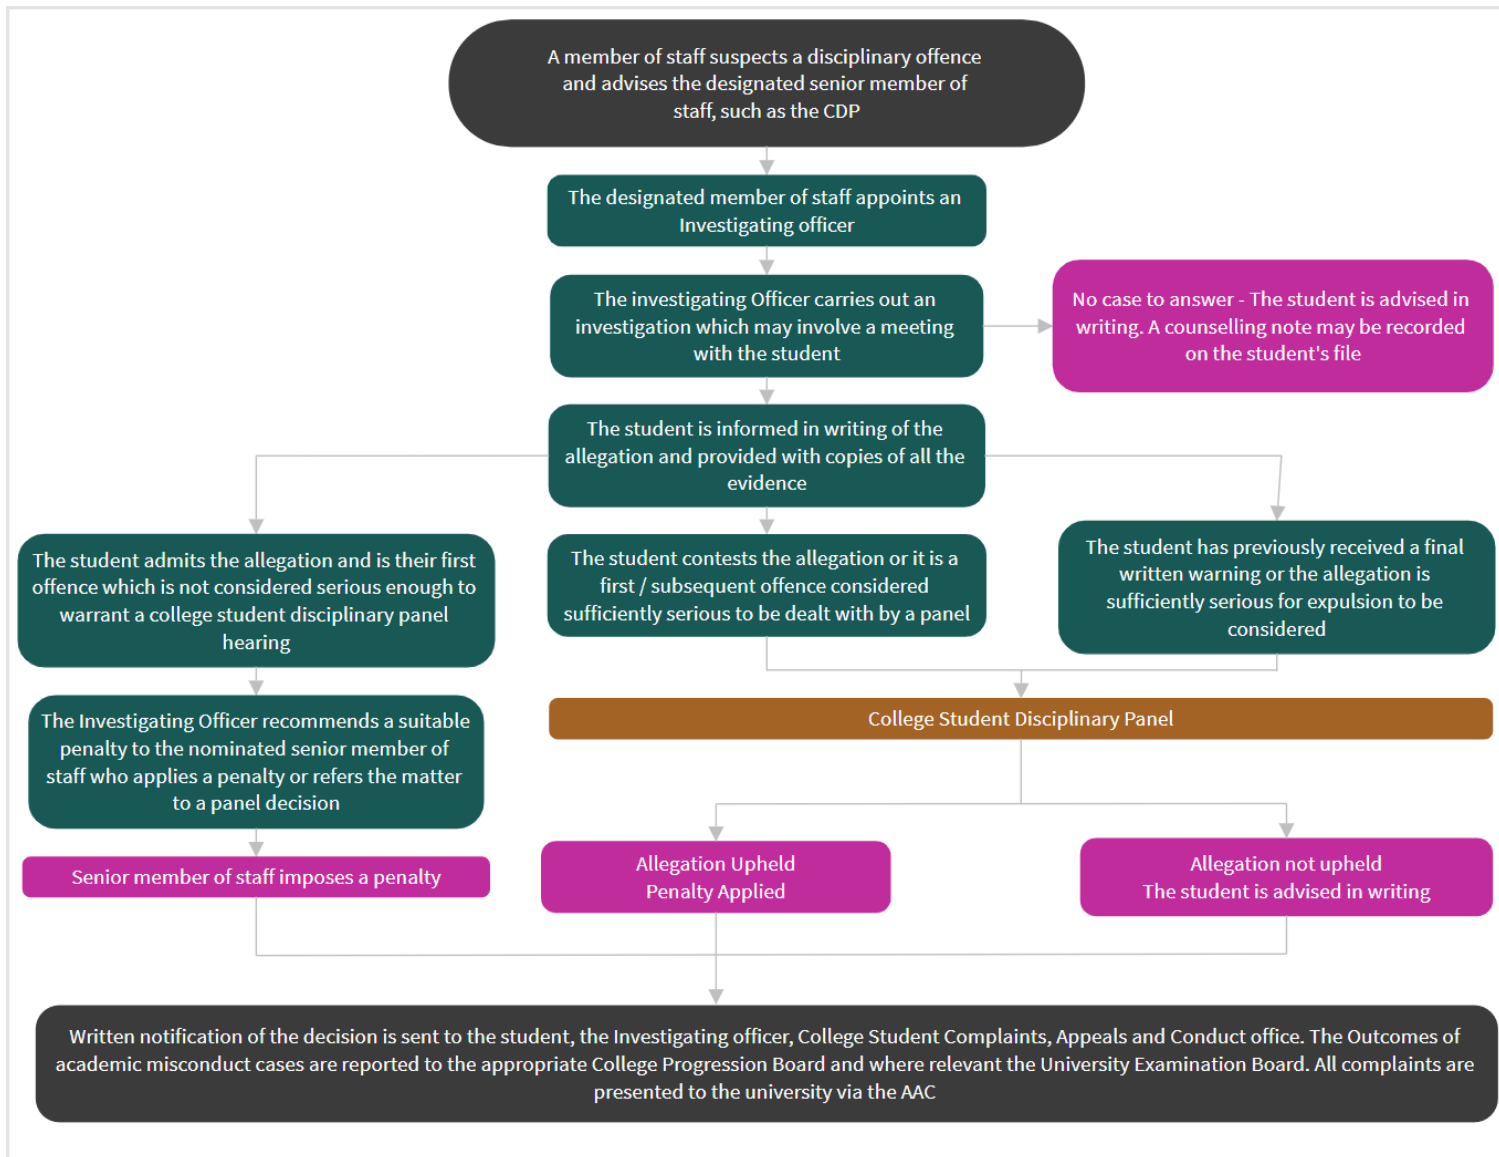 A member of staff suspects a disciplinary offence
and advises the designated senior member of
staff, such as the CDP
The designated member of staff appoints an
Investigating officer
The investigating Officer carries out an
investigation which may involve a meeting
with the student
No case to answer - The student is advised in
writing. A counselling note may be recorded
on the student's file
The student is informed in writing of the
allegation and provided with copies of all the
evidence
The student admits the allegation and is their first
offence which is not considered serious enough to
warrant a college student disciplinary panel
hearing
The student contests the allegation or it is a
first / subsequent offence considered
sufficiently serious to be dealt with by a panel
The student has previously received a final
written warning or the allegation is
sufficiently serious for expulsion to be
considered
The Investigating Officer recommends a suitable
penalty to the nominated senior member of
staff who applies a penalty or refers the matter
to a panel decision
College Student Disciplinary Panel
Senior member of staff imposes a penalty
Allegation Upheld
Penalty Applied
Allegation not upheld
The student is advised in writing
Written notification of the decision is sent to the student, the Investigating officer, College Student Complaints, Appeals and Conduct office. The Outcomes of
academic misconduct cases are reported to the appropriate College Progression Board and where relevant the University Examination Board. All complaints are
presented to the university via the AAC